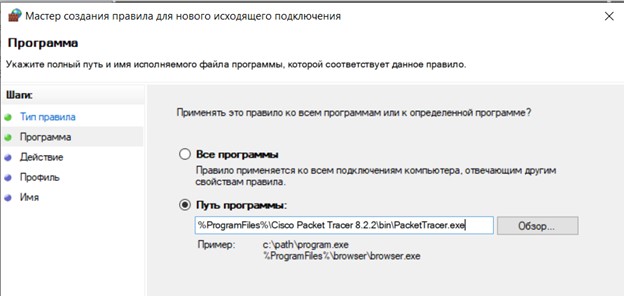 Мастер создания правила для нового исходящего подключения
Программа
Укажите полный путь и имя исполняемого файла программы, которой соответствует данное правило.
Шаги:
Тип правила
Программа
Действие
Профиль
Имя
Применять это правило ко всем программам или к определенной программе?
Все программы
Правило применяется ко всем подключениям компьютера, отвечающим другим
свойствам правила.
Путь программы:
%ProgramFiles%\Cisco Packet Tracer 8.2.2\bin\PacketTracer.exe
Обзор...
Пример: c:\path\program.exe
%ProgramFiles%\browser\browser.exe